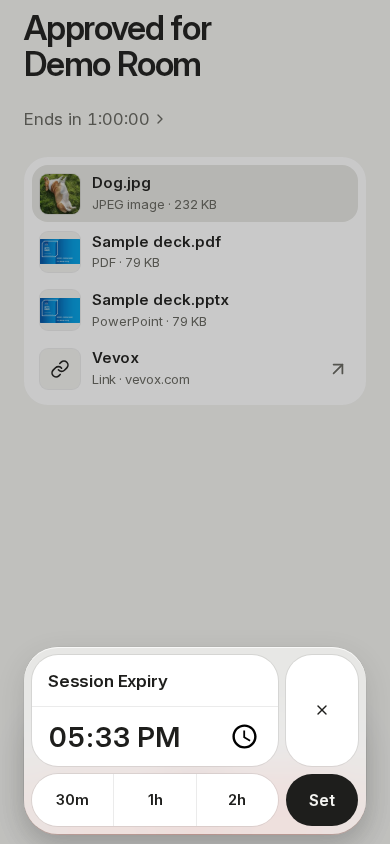 Approved for
Demo Room
Ends in 1:00:00
Dog.jpg
JPEG image · 232 KB
Sample deck.pdf
PDF · 79 KB
Sample deck.pptx
PowerPoint · 79 KB
Vevox
Link · vevox.com
Session Expiry
05:33 PM
30m
1h
2h
Set